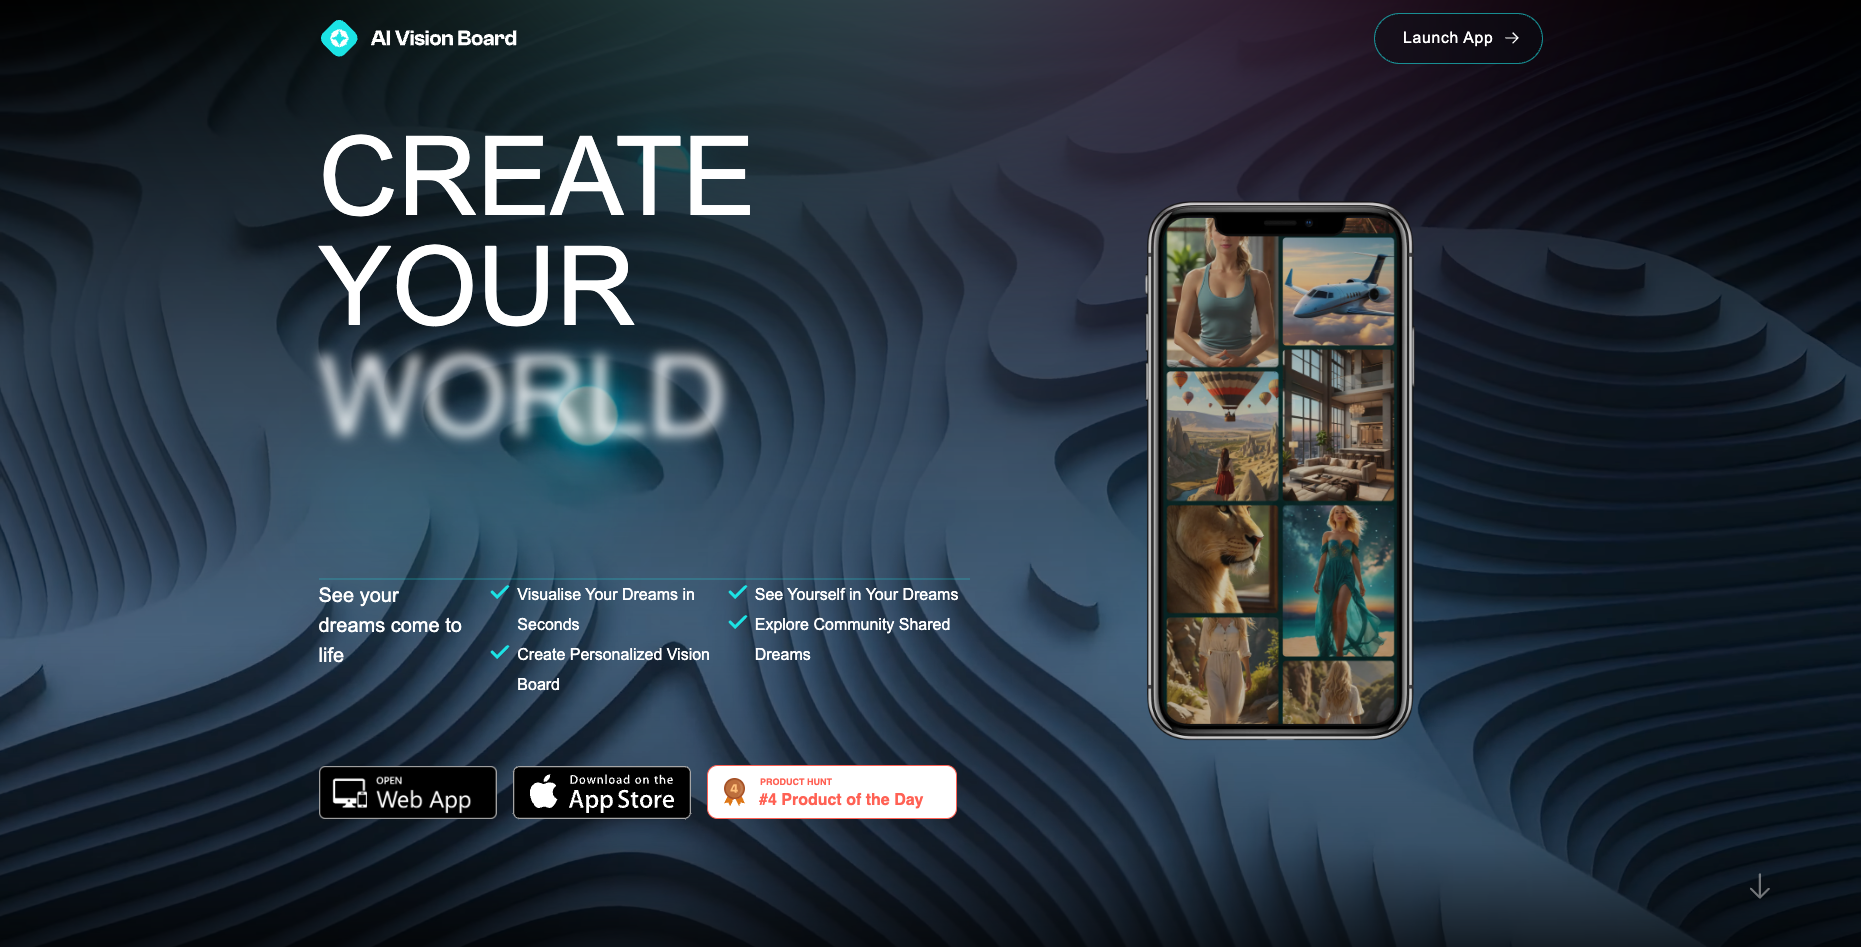 AI Vision Board
Launch App
CREATE
YOUR
WORLD
See your
dreams come to
life
Visualise Your Dreams in
Seconds
Create Personalized Vision
Board
See Yourself in Your Dreams
Explore Community Shared
Dreams
OPEN
Web App
Download on the
App Store
4
PRODUCT HUNT
#4 Product of the Day